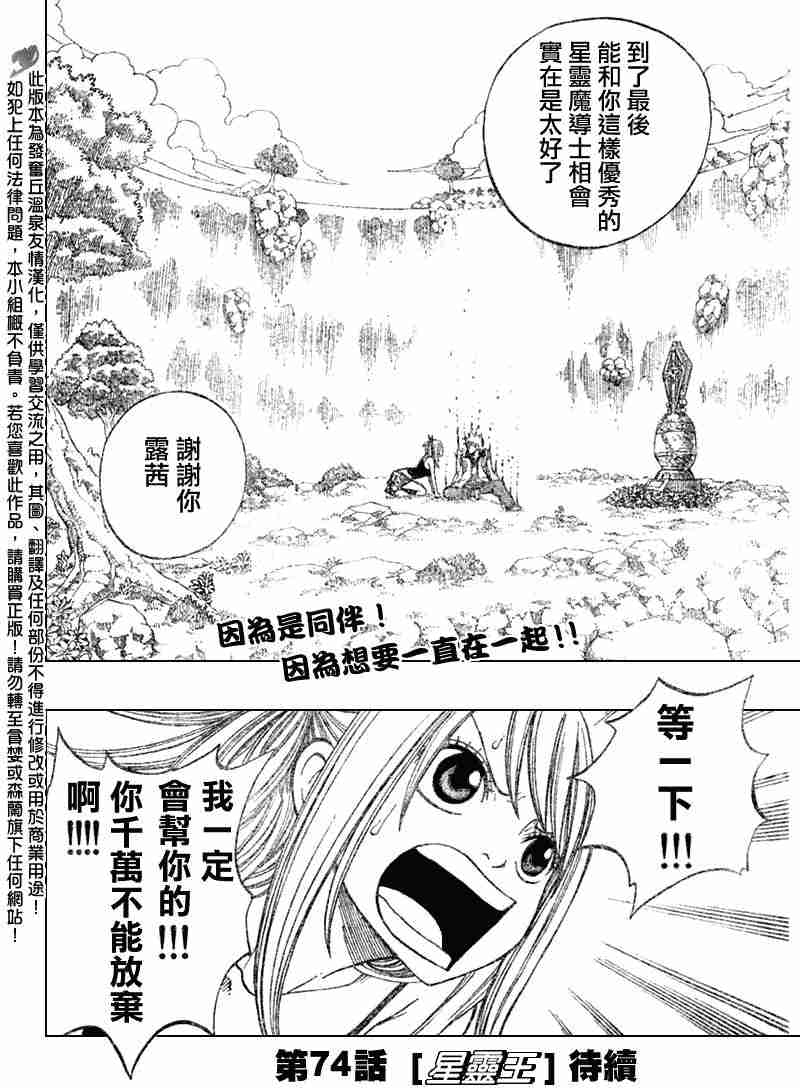 到了最後
能和你這樣優秀的
星靈魔導士相會
實在是太好了
謝謝你
露茜
因為是同伴！
因為想要一直在一起!!
等一下!!!
我一定
會幫你的!!!
你千萬不能放棄
啊!!!!
第74話 [星靈王] 待續
此版本為發奮丘溫泉友情漢化，僅供學習交流之用，其圖、翻譯及任何部份不得進行修改或用於商業用途！
如犯上任何法律問題，本小組概不負責。若您喜歡此作品，請購買正版！請勿轉至貪婪或森蘭旗下任何網站！